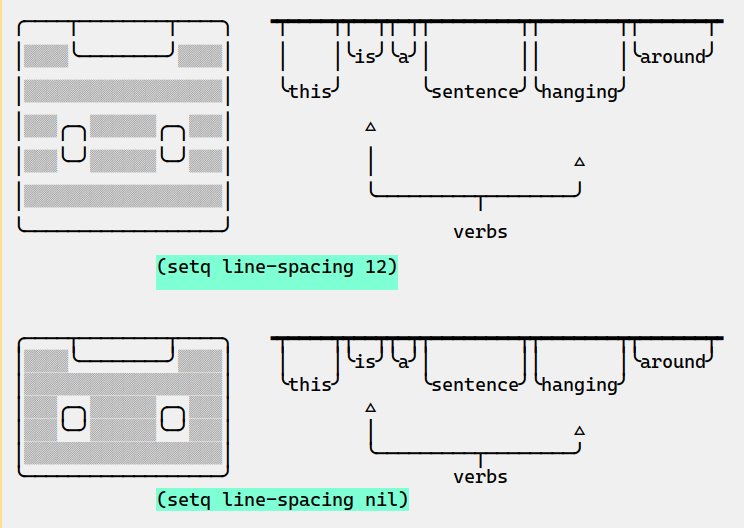 is a around
this sentence hanging
verbs
(setq line-spacing 12)
is a around
this sentence hanging
verbs
(setq line-spacing nil)